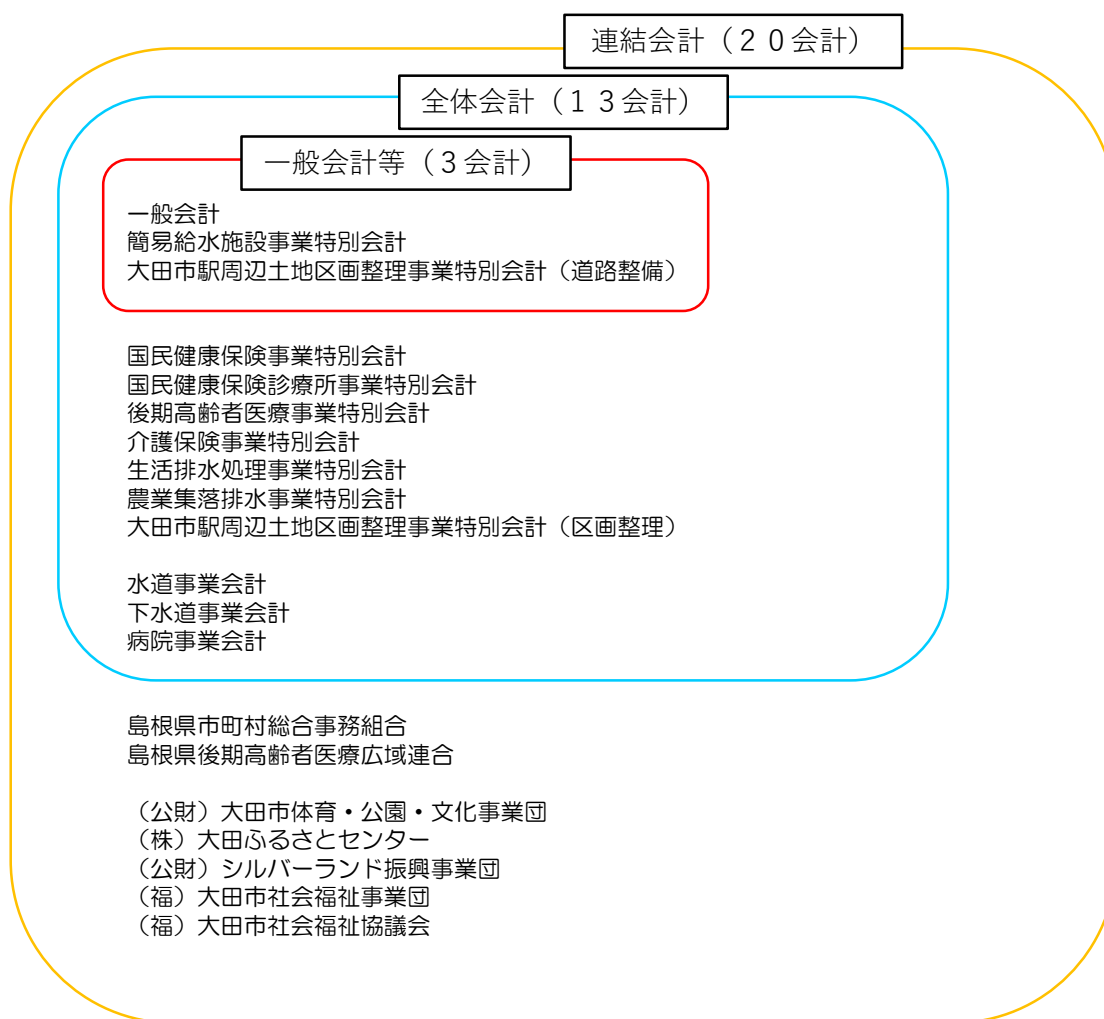 連結会計（２０会計）
全体会計（１３会計）
一般会計等（３会計）
一般会計
簡易給水施設事業特別会計
大田市駅周辺土地区画整理事業特別会計（道路整備）
国民健康保険事業特別会計
国民健康保険診療所事業特別会計
後期高齢者医療事業特別会計
介護保険事業特別会計
生活排水処理事業特別会計
農業集落排水事業特別会計
大田市駅周辺土地区画整理事業特別会計（区画整理）
水道事業会計
下水道事業会計
病院事業会計
島根県市町村総合事務組合
島根県後期高齢者医療広域連合
（公財）大田市体育・公園・文化事業団
（株）大田ふるさとセンター
（公財）シルバーランド振興事業団
（福）大田市社会福祉事業団
（福）大田市社会福祉協議会